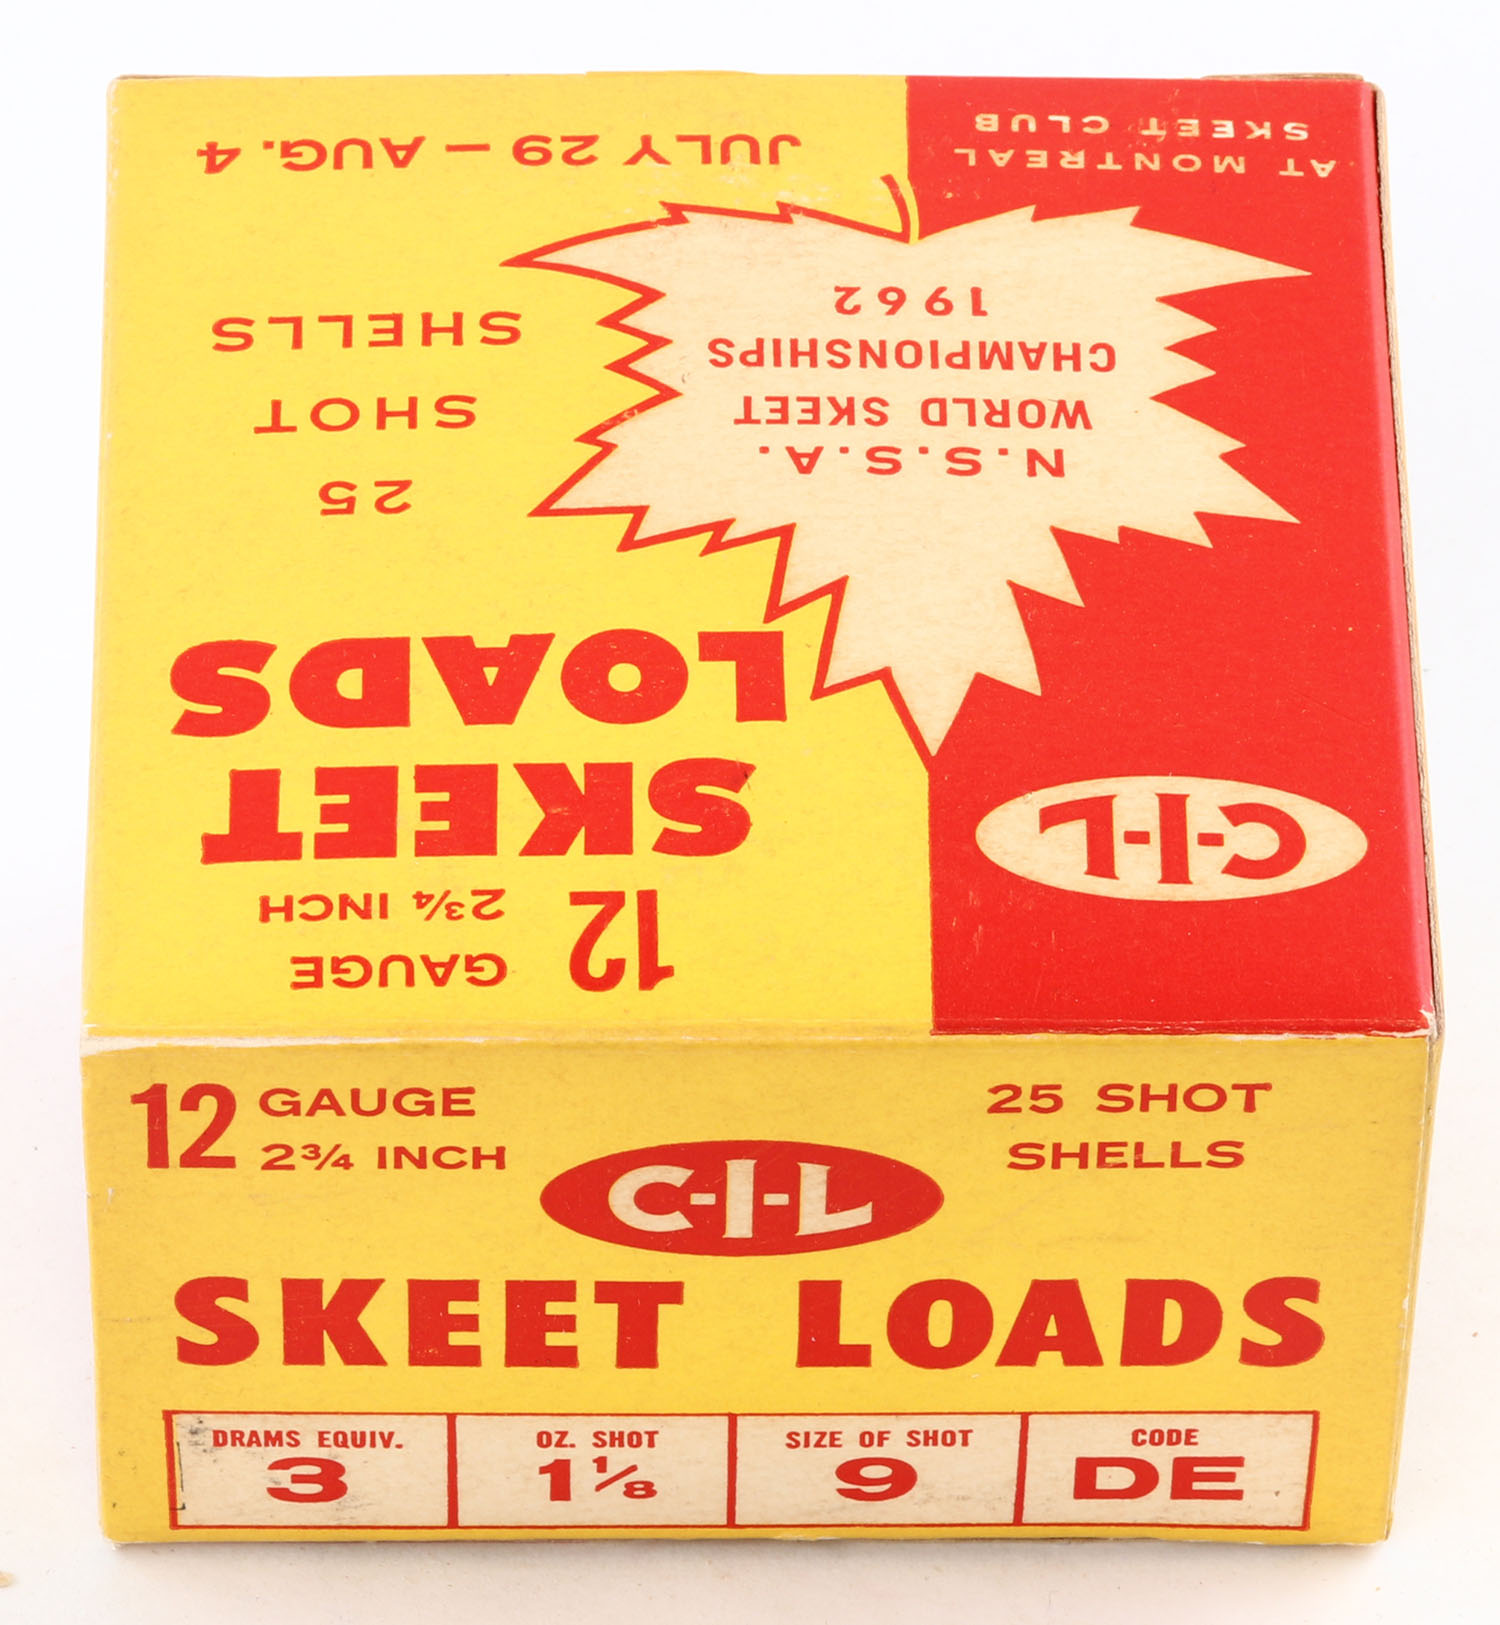 12 GAUGE
2¾ INCH
SKEET
LOADS
25
SHOT
SHELLS
JULY 29 – AUG. 4
C-I-L
N.S.S.A.
WORLD SKEET
CHAMPIONSHIPS
1962
AT MONTREAL
SKEET CLUB
12 GAUGE
2¾ INCH
C-I-L
25 SHOT
SHELLS
SKEET LOADS
DRAMS EQUIV.
3
OZ. SHOT
1⅛
SIZE OF SHOT
9
CODE
DE